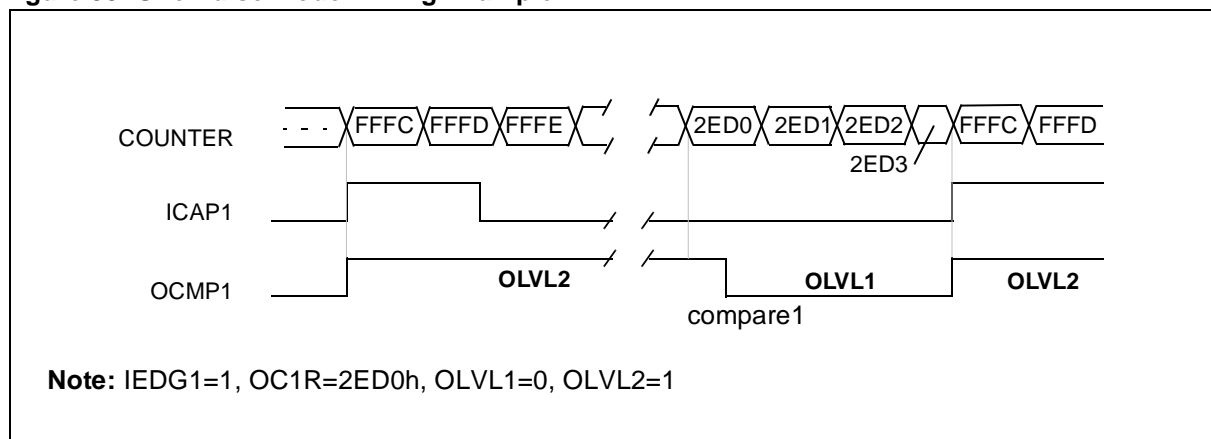 COUNTER - - - FFFC FFFD FFFE 2ED0 2ED1 2ED2 FFFC FFFD
2ED3
ICAP1
OCMP1 OLVL2 OLVL1 OLVL2
compare1
Note: IEDG1=1, OC1R=2ED0h, OLVL1=0, OLVL2=1